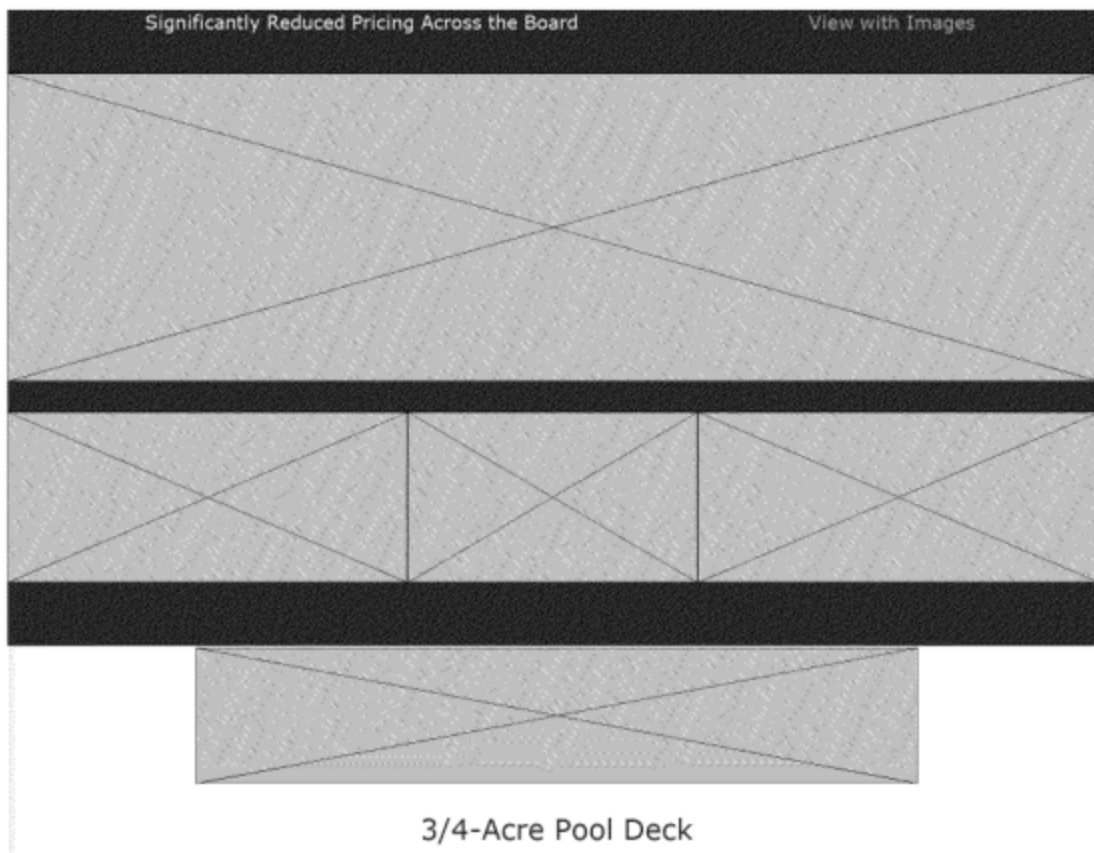 Significantly Reduced Pricing Across the Board
View with Images
3/4-Acre Pool Deck